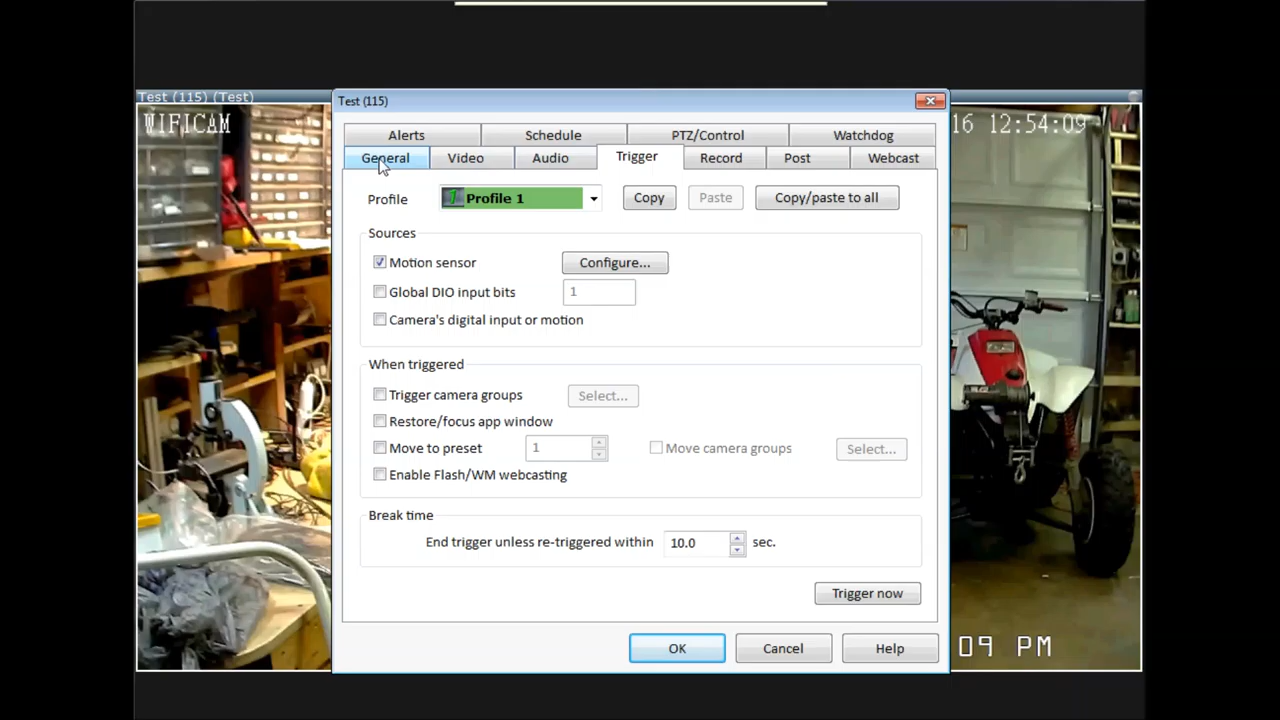 Test (115) (Test)
WIFICAM
16 12:54:09
Test (115)
Alerts Schedule PTZ/Control Watchdog
General Video Audio Trigger Record Post Webcast
Profile 1 Profile 1 Copy Paste Copy/paste to all
Sources
Motion sensor Configure...
Global DIO input bits 1
Camera's digital input or motion
When triggered
Trigger camera groups Select...
Restore/focus app window
Move to preset 1 Move camera groups Select...
Enable Flash/WM webcasting
Break time
End trigger unless re-triggered within 10.0 sec.
Trigger now
09 PM
OK Cancel Help